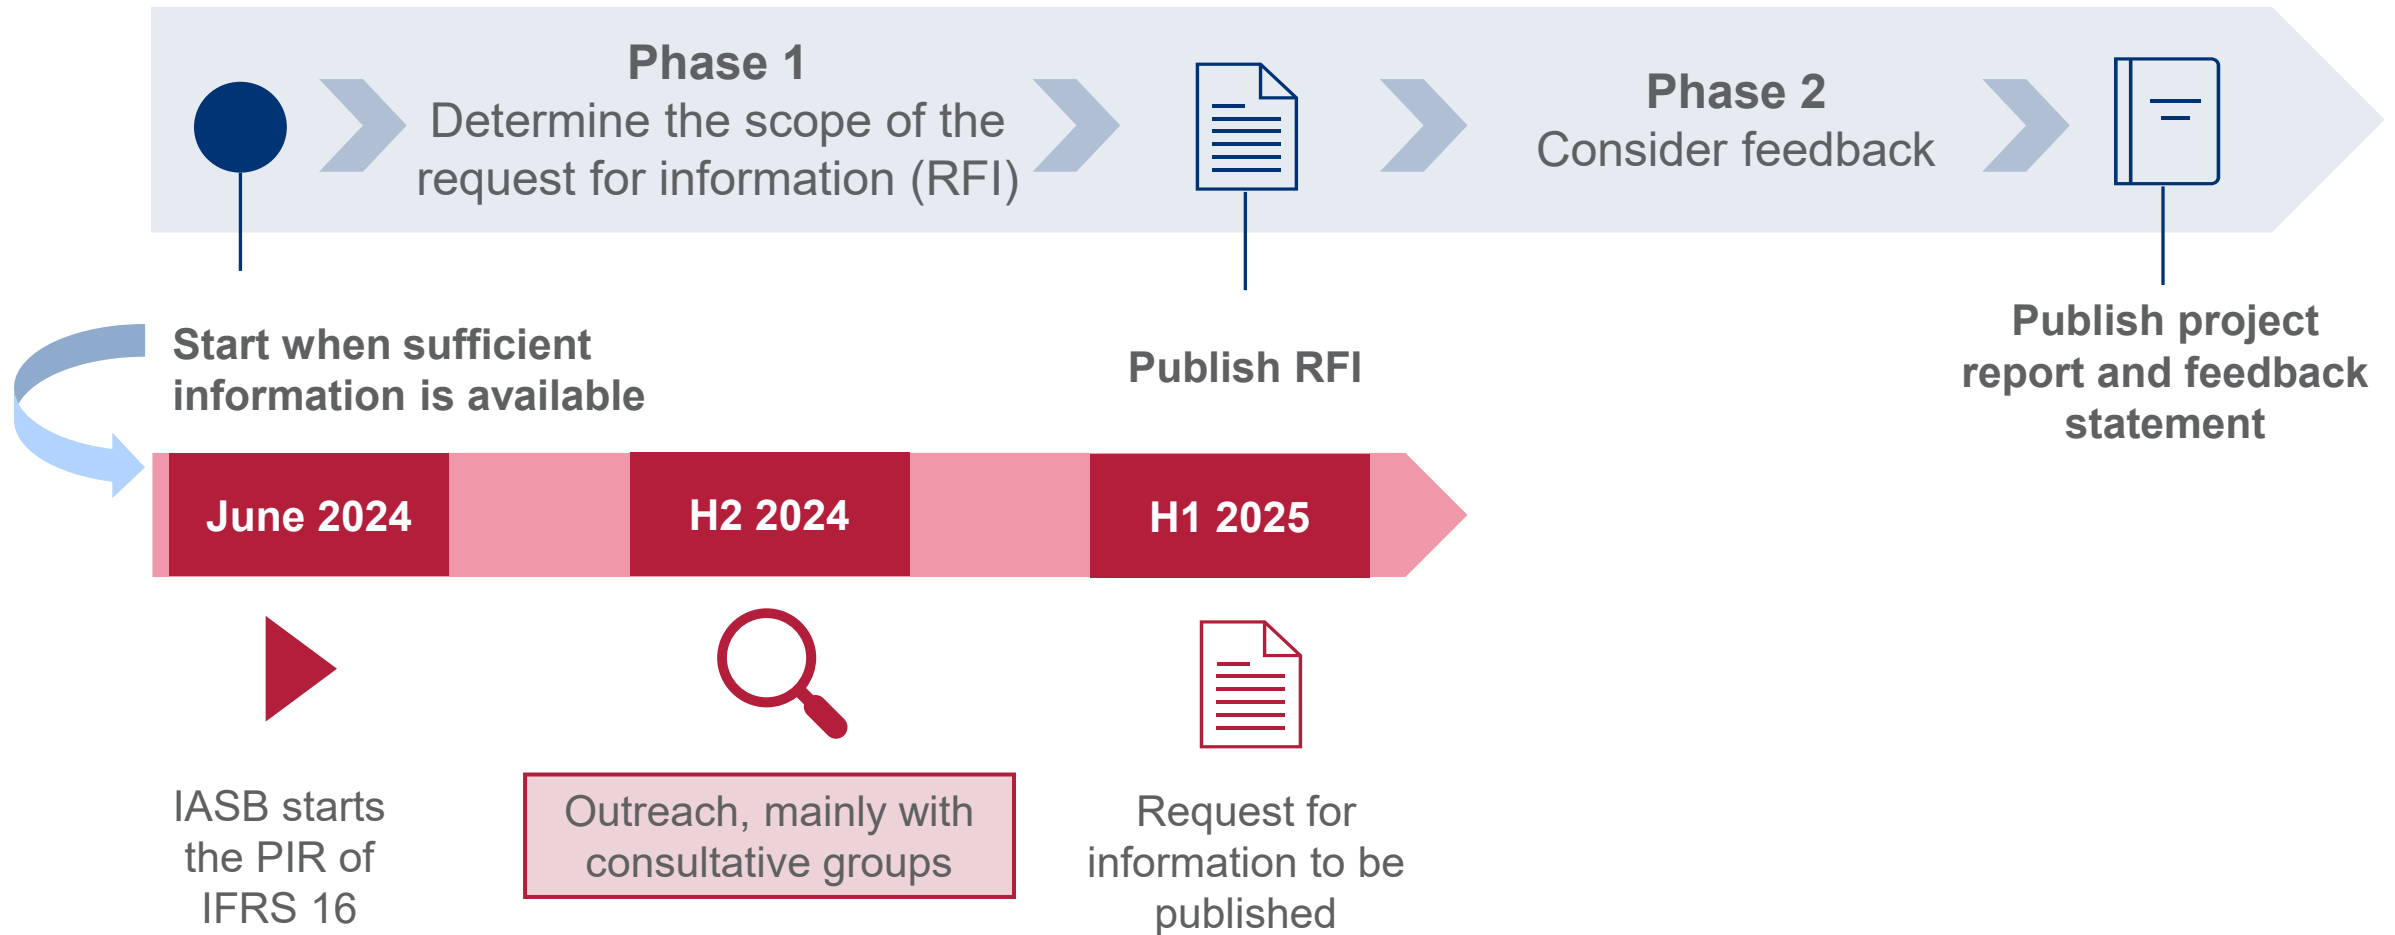 Phase 1
Determine the scope of the
request for information (RFI)
Phase 2
Consider feedback
Start when sufficient
information is available
Publish RFI
Publish project
report and feedback
statement
June 2024
H2 2024
H1 2025
IASB starts
the PIR of
IFRS 16
Outreach, mainly with
consultative groups
Request for
information to be
published